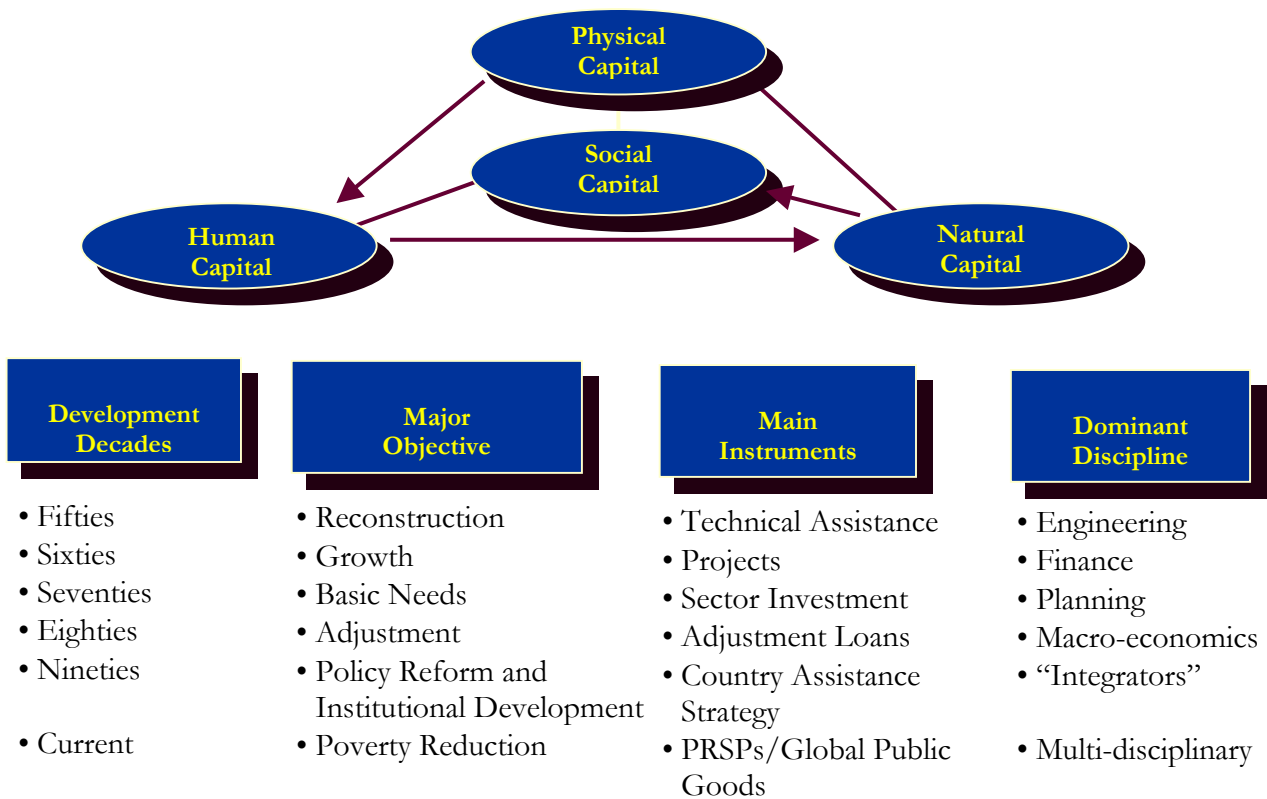 Physical
Capital
Social
Capital
Human
Capital
Natural
Capital
Development
Decades
• Fifties
• Sixties
• Seventies
• Eighties
• Nineties
• Current
Major
Objective
• Reconstruction
• Growth
• Basic Needs
• Adjustment
• Policy Reform and
Institutional Development
• Poverty Reduction
Main
Instruments
• Technical Assistance
• Projects
• Sector Investment
• Adjustment Loans
• Country Assistance
Strategy
• PRSPs/Global Public
Goods
Dominant
Discipline
• Engineering
• Finance
• Planning
• Macro-economics
• “Integrators”
• Multi-disciplinary